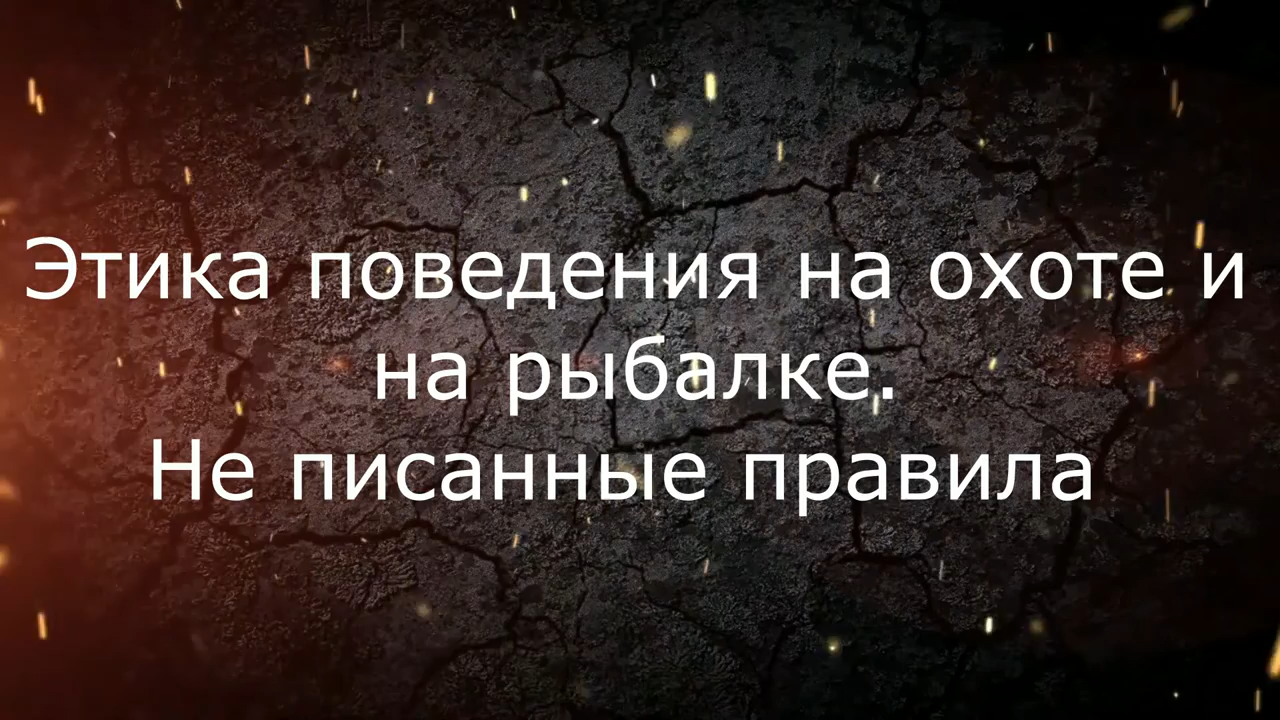 Этика поведения на охоте и
на рыбалке.
Не писанные правила